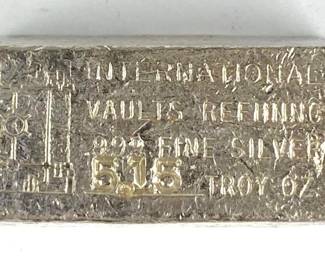 INTERNATIONAL
VAULTS REFINING
.999 FINE SILVER
5.15 TROY OZ